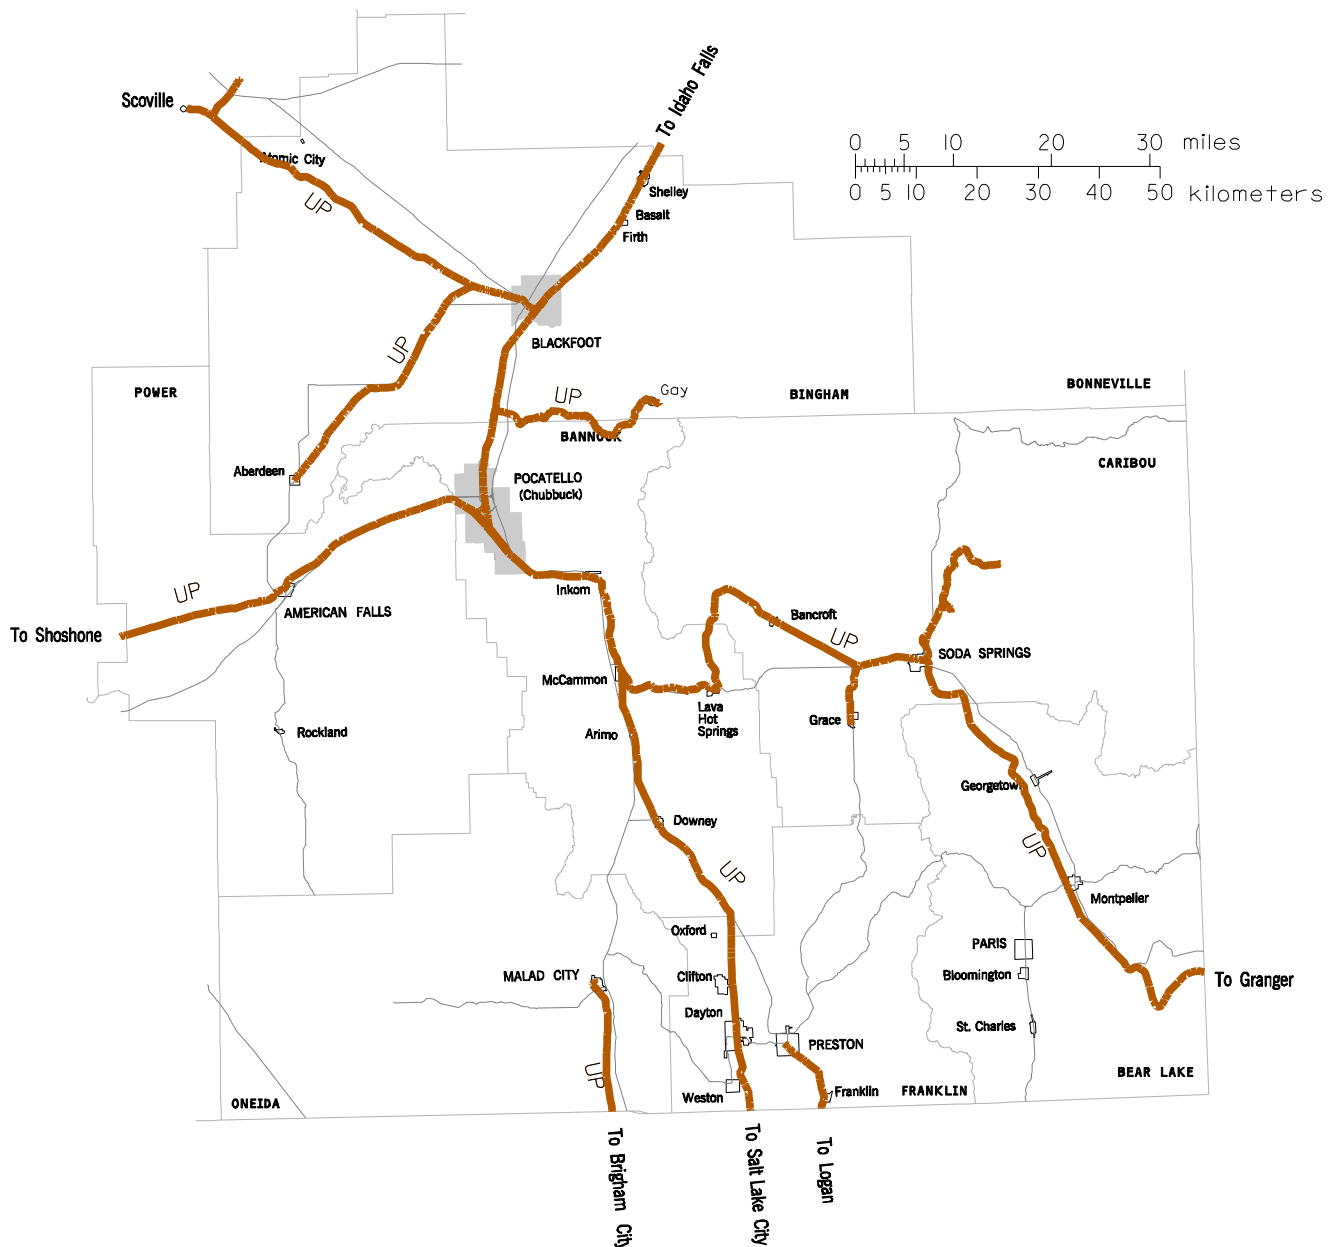 To Idaho Falls
Scoville
Atomic City
0 5 10 20 30 miles
0 5 10 20 30 40 50 kilometers
Shelley
UP
Basalt
Firth
BLACKFOOT
UP
POWER
UP
Gay
BINGHAM
BONNEVILLE
BANNOCK
CARIBOU
Aberdeen
POCATELLO
(Chubbuck)
UP
Inkom
AMERICAN FALLS
Bancroft
To Shoshone
UP
SODA SPRINGS
McCammon
Lava
Hot
Springs
Grace
Rockland
Arimo
Georgetow
Downey
UP
UP
Montpelier
Oxford
PARIS
MALAD CITY
Clifton
Bloomington
To Granger
Dayton
St. Charles
PRESTON
UP
BEAR LAKE
Weston
Franklin
FRANKLIN
ONEIDA
To Brigham City
To Salt Lake City
To Logan